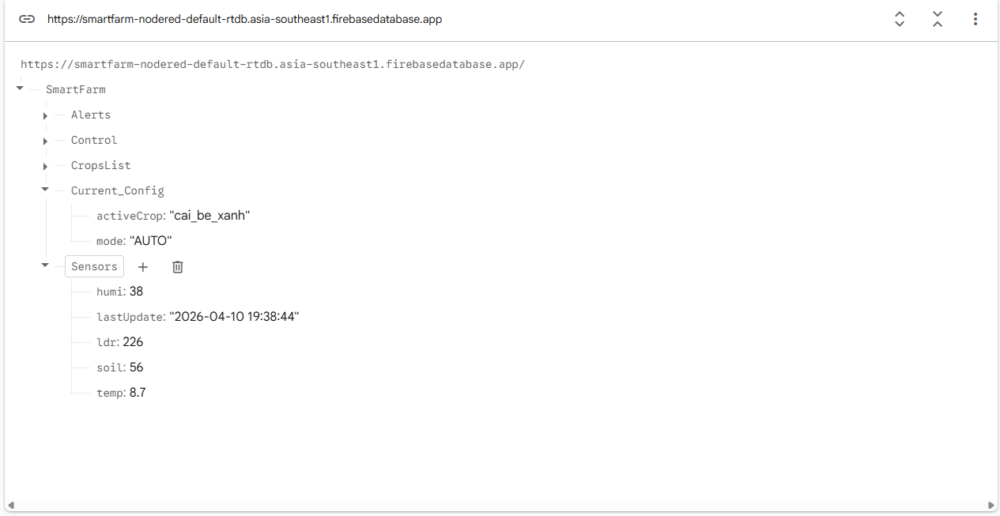 https://smartfarm-nodered-default-rtdb.asia-southeast1.firebasedatabase.app
https://smartfarm-nodered-default-rtdb.asia-southeast1.firebasedatabase.app/
SmartFarm
Alerts
Control
CropsList
Current_Config
activeCrop: "cai_be_xanh"
mode: "AUTO"
Sensors
humi: 38
lastUpdate: "2026-04-10 19:38:44"
ldr: 226
soil: 56
temp: 8.7